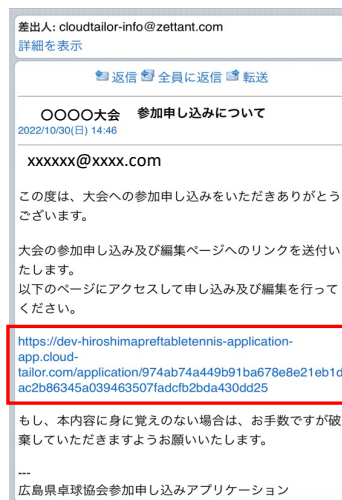 差出人: cloudtailor-info@zettant.com
詳細を表示
返信 全員に返信 転送
〇〇〇〇大会 参加申し込みについて
2022/10/30(日) 14:46
xxxxxx@xxxx.com
この度は、大会への参加申し込みをいただきありがとう
ございます。
大会の参加申し込み及び編集ページへのリンクを送付い
たします。
以下のページにアクセスして申し込み及び編集を行って
ください。
https://dev-hiroshimapreftabletennis-application-
app.cloud-
tailor.com/application/974ab74a449b91ba678e8e21eb1d
ac2b86345a039463507fadcfb2bda430dd25
もし、本内容に身に覚えのない場合は、お手数ですが破
棄していただきますようお願いいたします。
---
広島県卓球協会参加申し込みアプリケーション